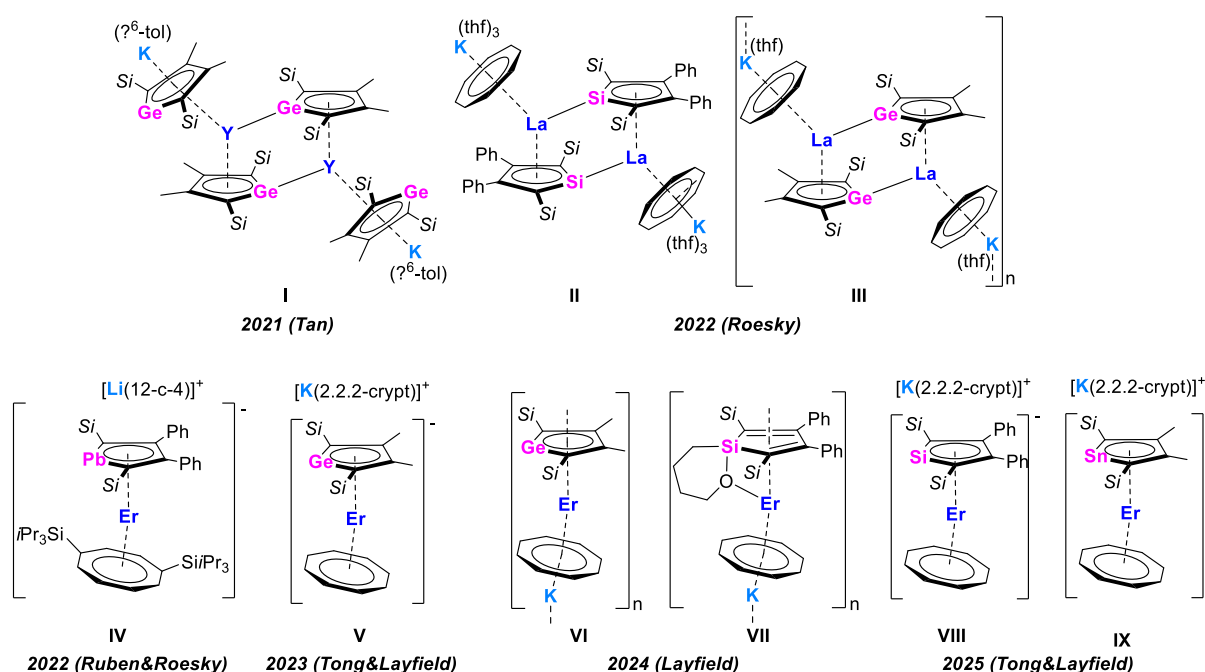 (?⁶-tol)
K
Si
Ge
Si
Y
Si
Ge
Si
Si
Ge
Si
Y
Si
Ge
Si
K
(?⁶-tol)
I
2021 (Tan)
(thf)₃
K
La
Si
Si
Ph
Ph
Si
Ph
Ph
Si
Si
Si
La
K
(thf)₃
II
(thf)
K
La
Si
Ge
Si
Si
Ge
Si
La
K
(thf)
n
III
2022 (Roesky)
[Li(12-c-4)]⁺
-
Si
Ph
Ph
Pb
Si
Er
iPr₃Si
SiiPr₃
IV
2022 (Ruben&Roesky)
[K(2.2.2-crypt)]⁺
-
Si
Ge
Si
Er
V
2023 (Tong&Layfield)
Si
Ge
Si
Er
K
n
VI
Si
Ph
Ph
Si
Si
O
Er
K
n
VII
2024 (Layfield)
[K(2.2.2-crypt)]⁺
-
Si
Ph
Si
Ph
Si
Er
VIII
[K(2.2.2-crypt)]⁺
-
Si
Sn
Si
Er
IX
2025 (Tong&Layfield)